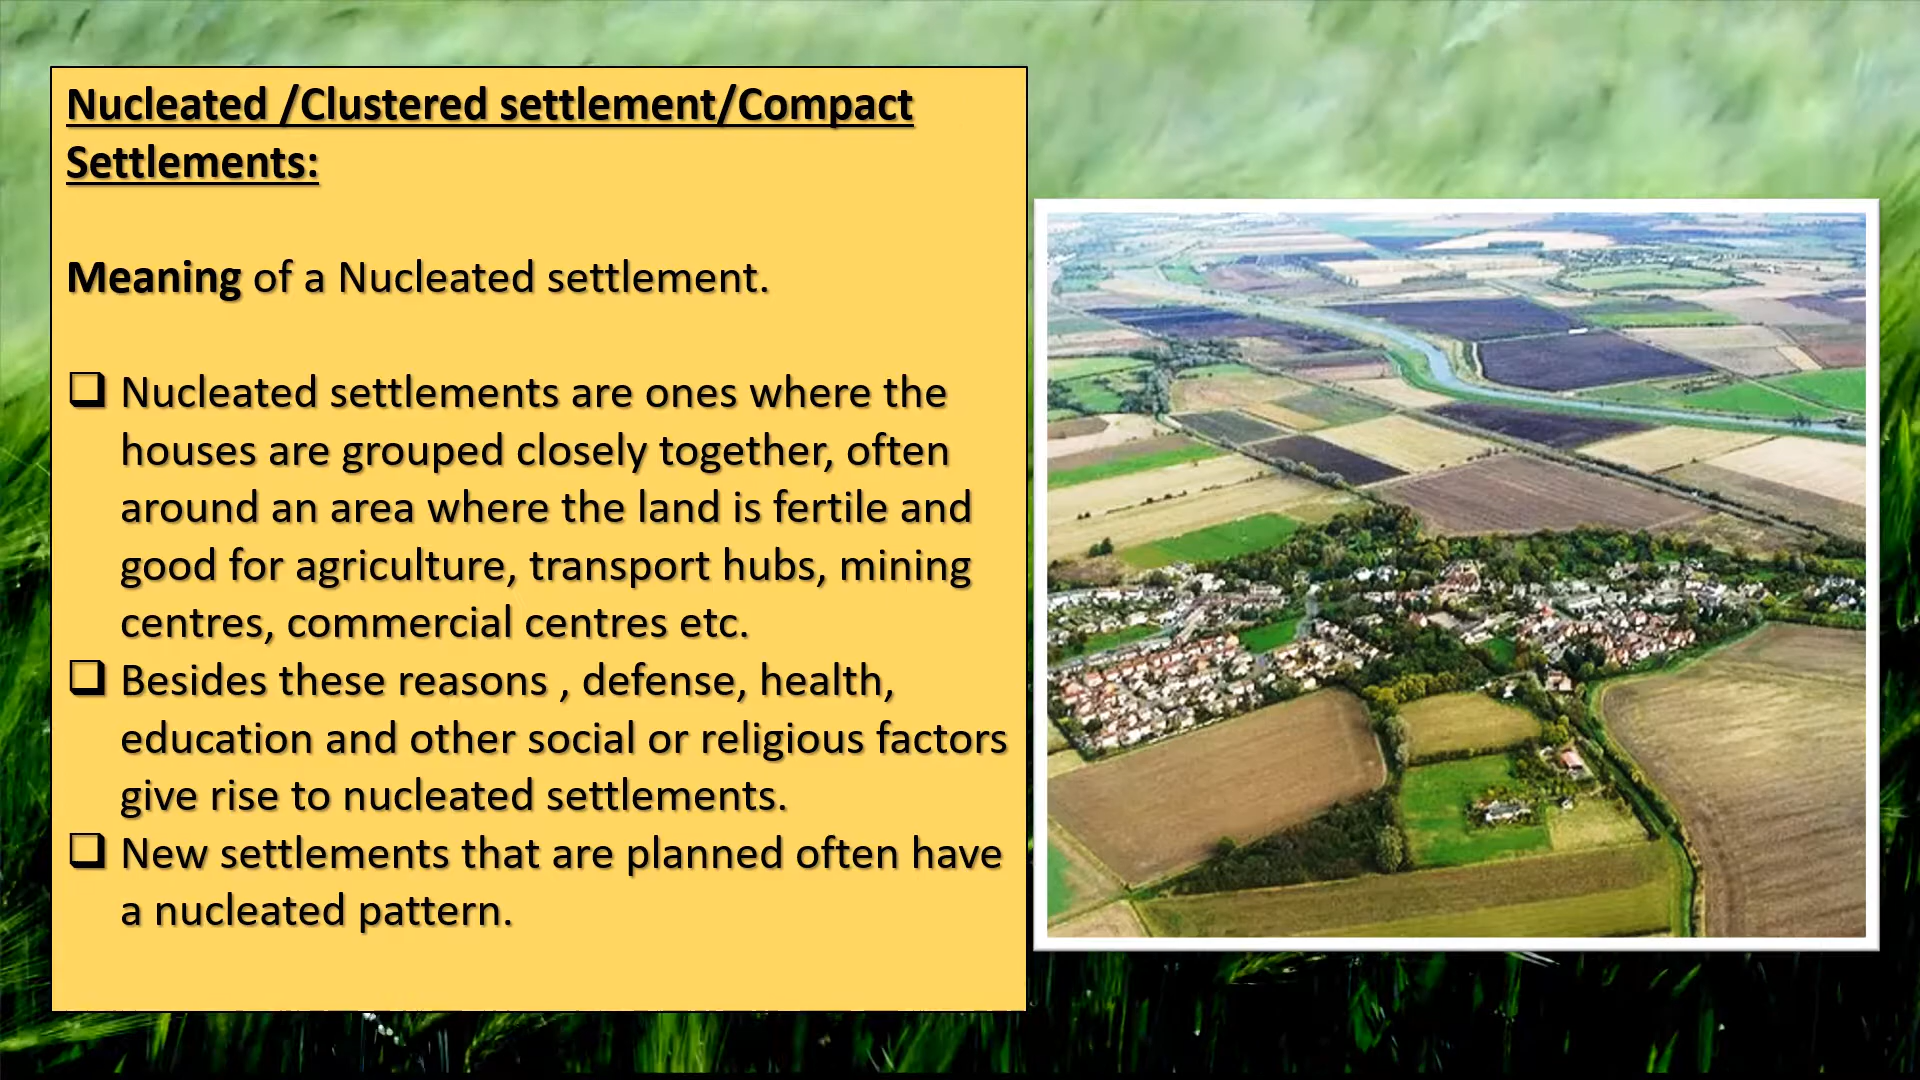 Nucleated /Clustered settlement/Compact
Settlements:
Meaning of a Nucleated settlement.
❑ Nucleated settlements are ones where the
houses are grouped closely together, often
around an area where the land is fertile and
good for agriculture, transport hubs, mining
centres, commercial centres etc.
❑ Besides these reasons , defense, health,
education and other social or religious factors
give rise to nucleated settlements.
❑ New settlements that are planned often have
a nucleated pattern.